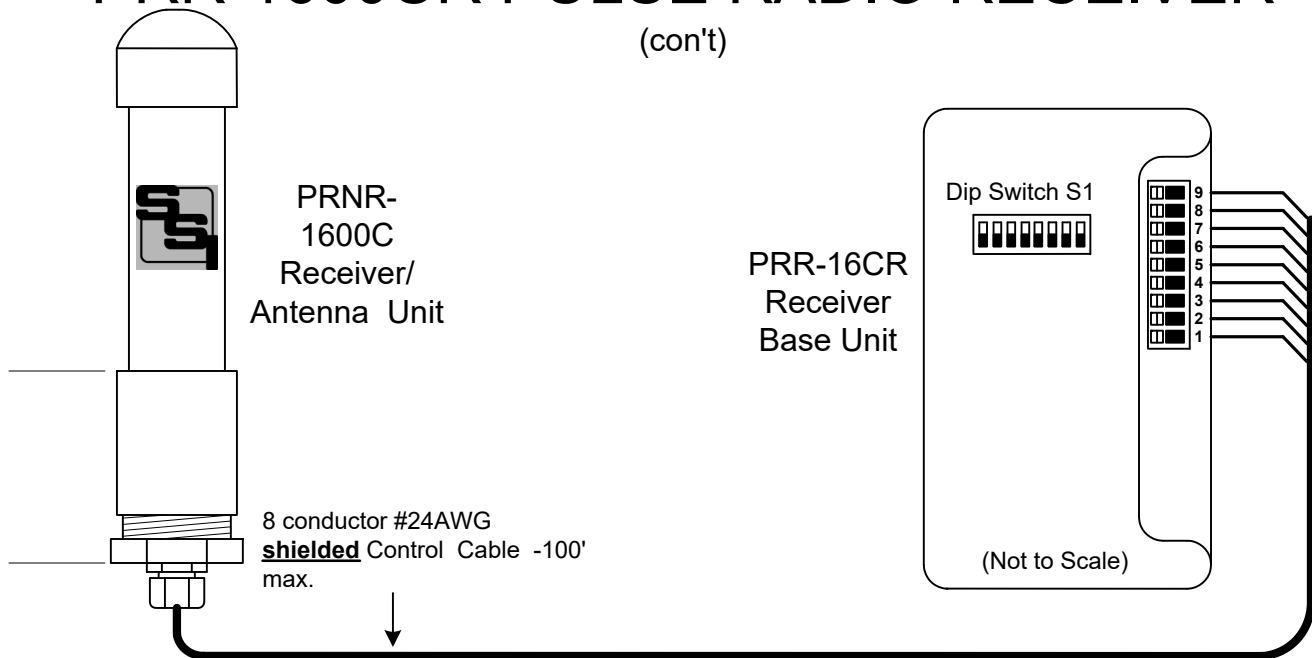 (con't)
PRNR-
1600C
Receiver/
Antenna Unit
SSI
8 conductor #24AWG
shielded Control Cable -100'
max.
PRR-16CR
Receiver
Base Unit
Dip Switch S1
9
8
7
6
5
4
3
2
1
(Not to Scale)